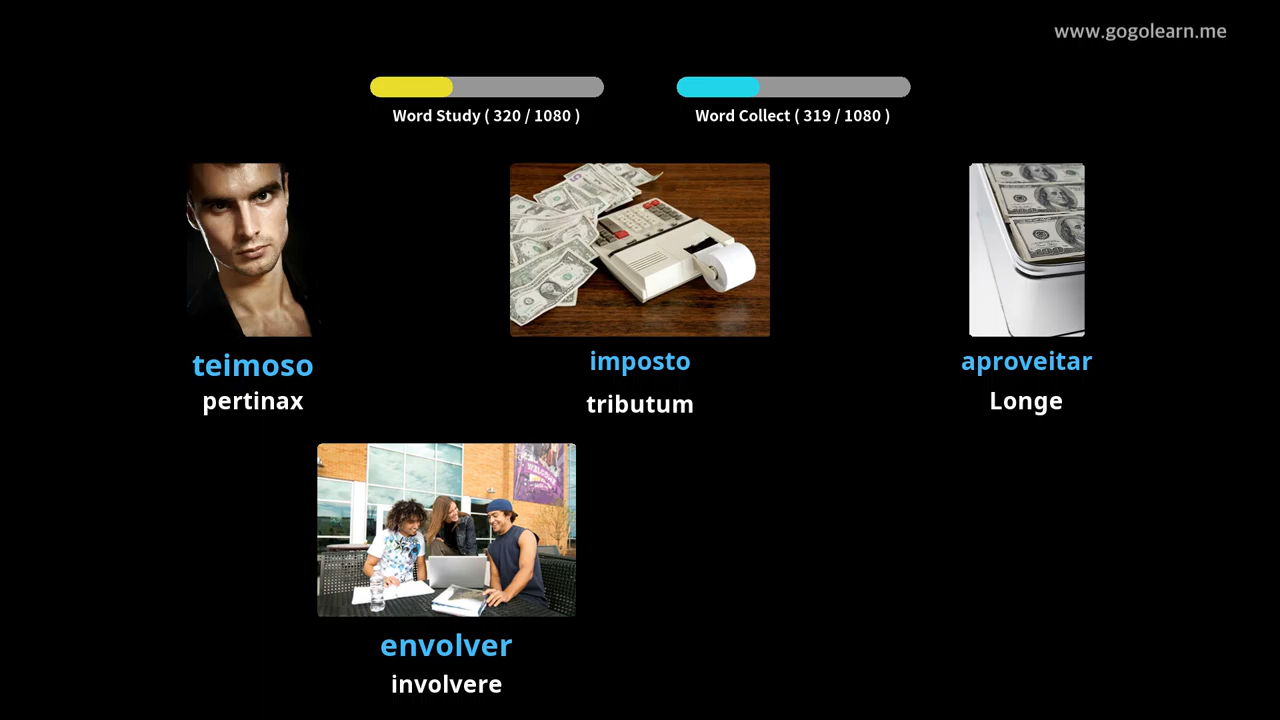 www.gogolearn.me
Word Study ( 320 / 1080 )
Word Collect ( 319 / 1080 )
teimoso
pertinax
imposto
tributum
aproveitar
Longe
envolver
involvere